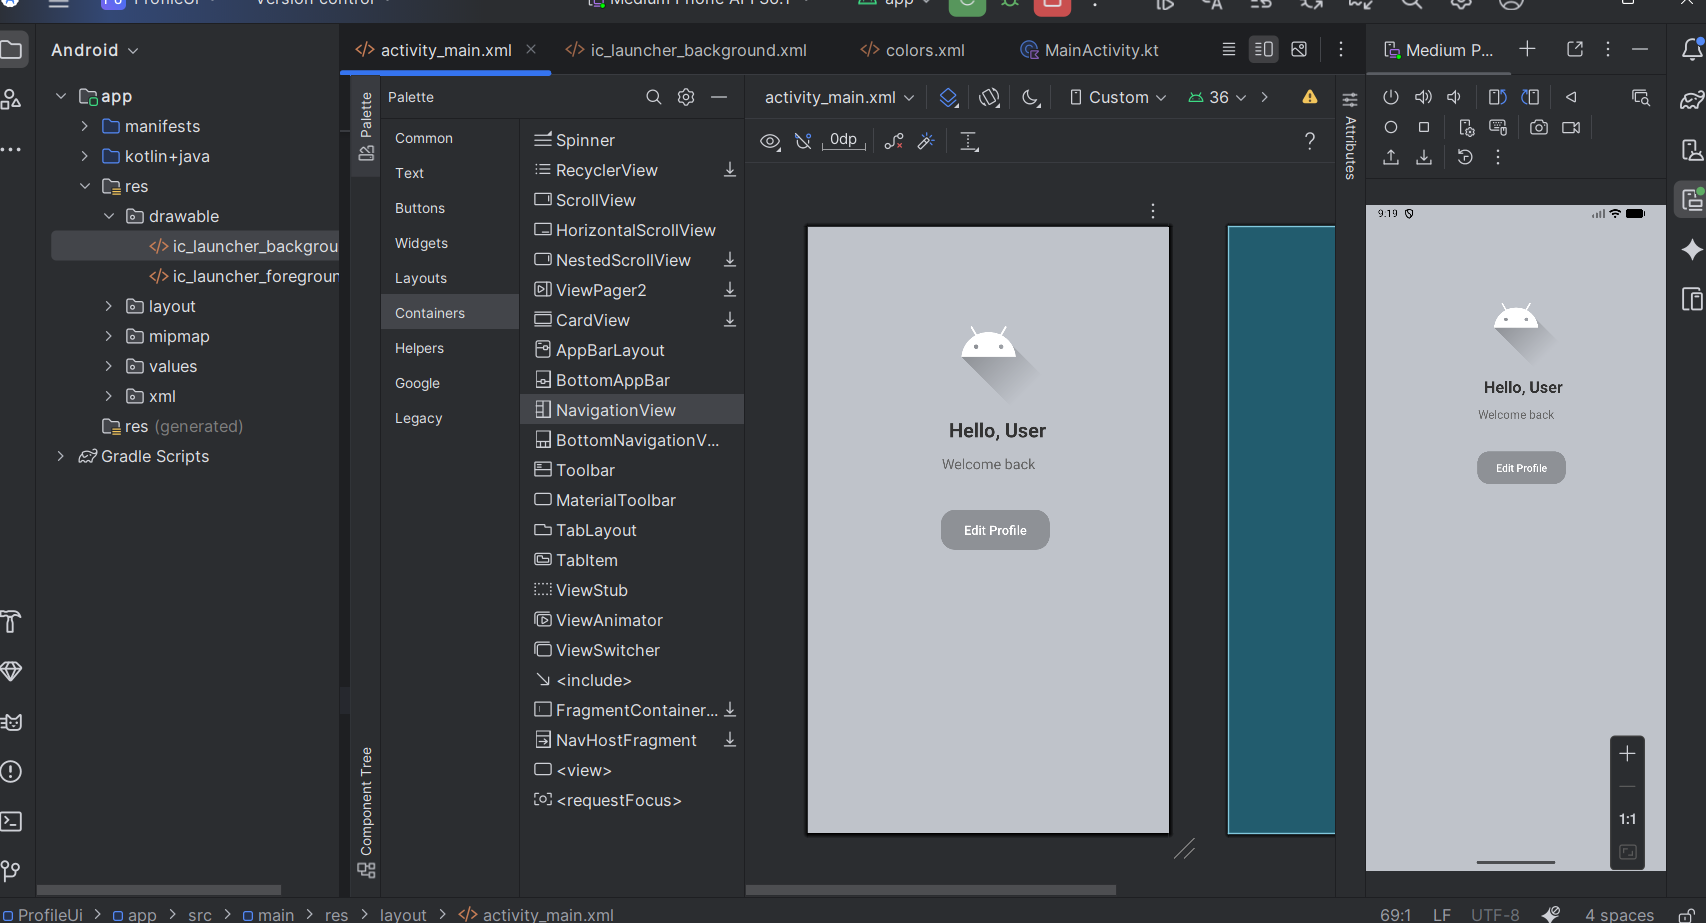 ProfileUi
Version control
Medium Phone API 36.1
app
Android
activity_main.xml
ic_launcher_background.xml
colors.xml
MainActivity.kt
Medium P...
app
manifests
kotlin+java
res
drawable
ic_launcher_backgrou
ic_launcher_foregroun
layout
mipmap
values
xml
res (generated)
Gradle Scripts
Palette
Component Tree
Palette
Common
Text
Buttons
Widgets
Layouts
Containers
Helpers
Google
Legacy
Spinner
RecyclerView
ScrollView
HorizontalScrollView
NestedScrollView
ViewPager2
CardView
AppBarLayout
BottomAppBar
NavigationView
BottomNavigationV...
Toolbar
MaterialToolbar
TabLayout
TabItem
ViewStub
ViewAnimator
ViewSwitcher
<include>
FragmentContainer...
NavHostFragment
<view>
<requestFocus>
activity_main.xml
Custom
36
0dp
?
Attributes
Hello, User
Welcome back
Edit Profile
9:19
Hello, User
Welcome back
Edit Profile
1:1
ProfileUi > app > src > main > res > layout > activity_main.xml
69:1 LF UTF-8 4 spaces